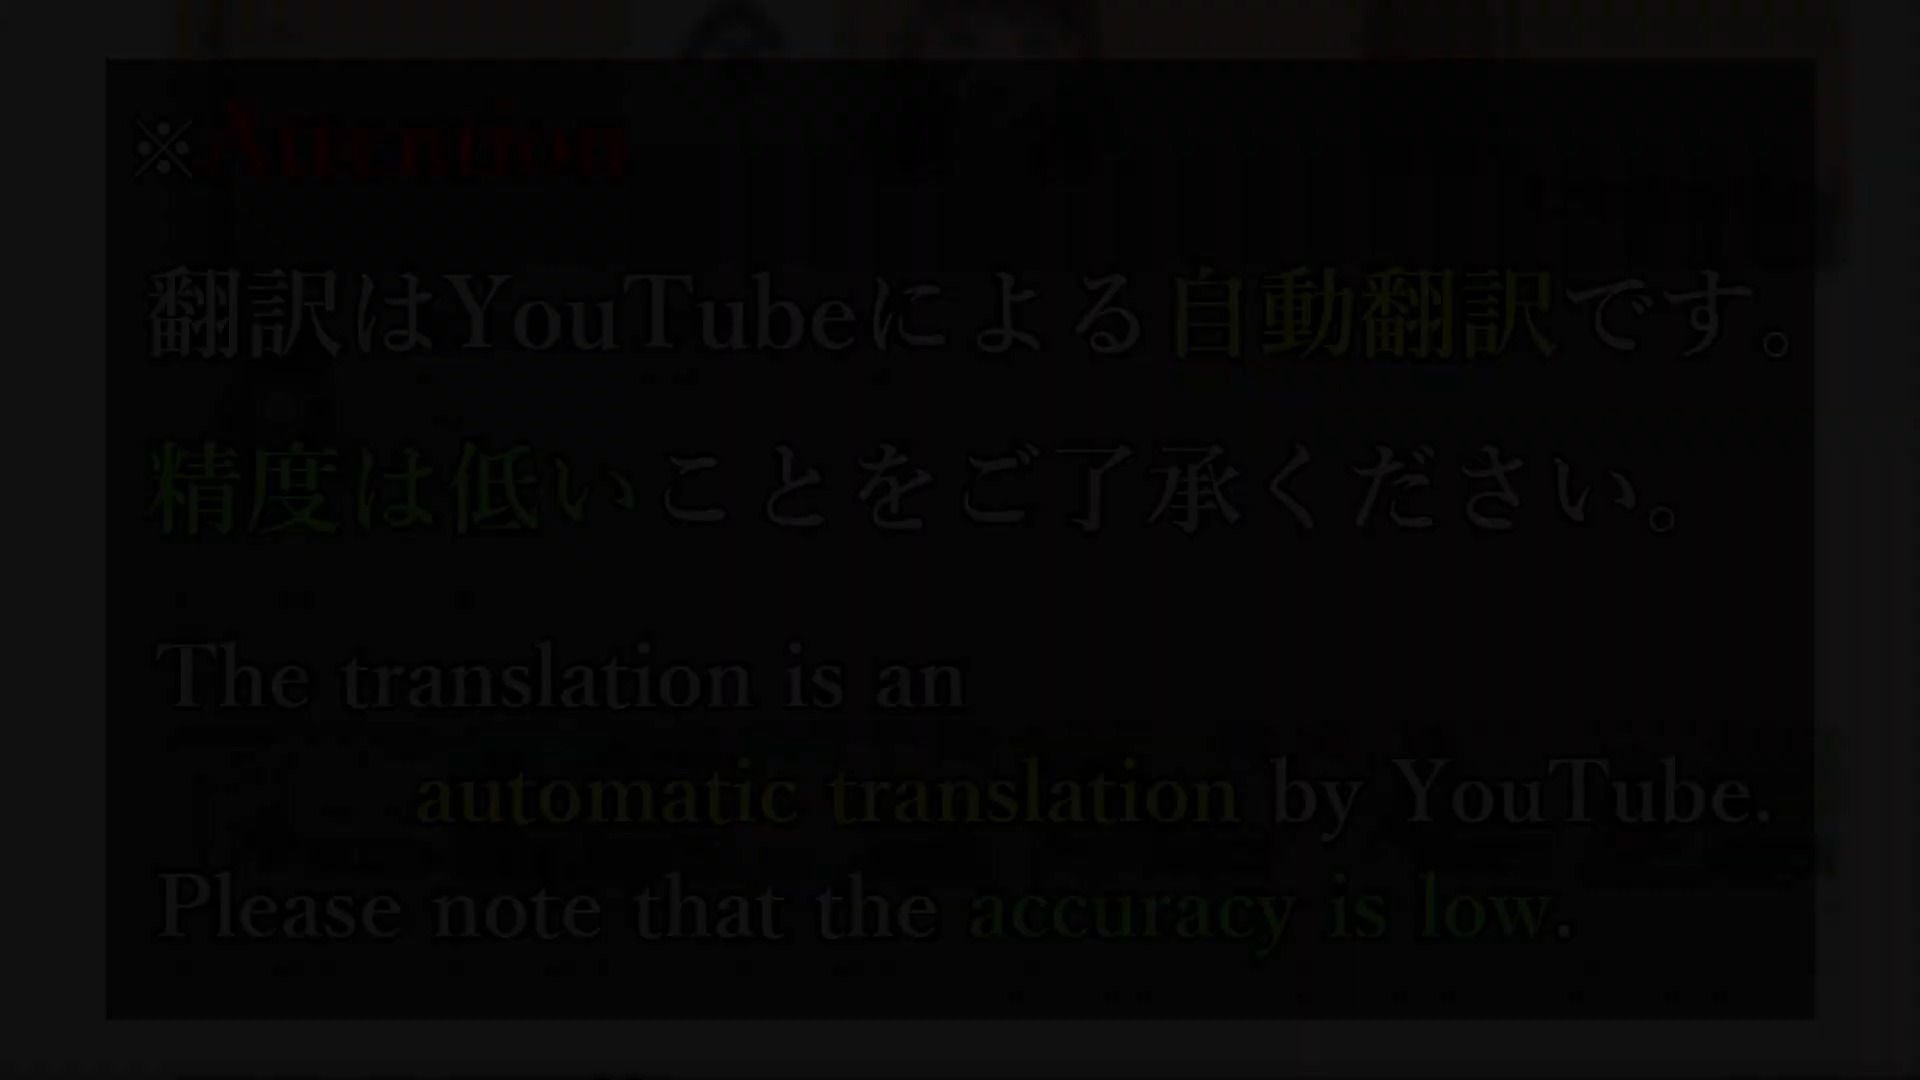 ※Attention
翻訳はYouTubeによる自動翻訳です。
精度は低いことをご了承ください。
The translation is an
automatic translation by YouTube.
Please note that the accuracy is low.